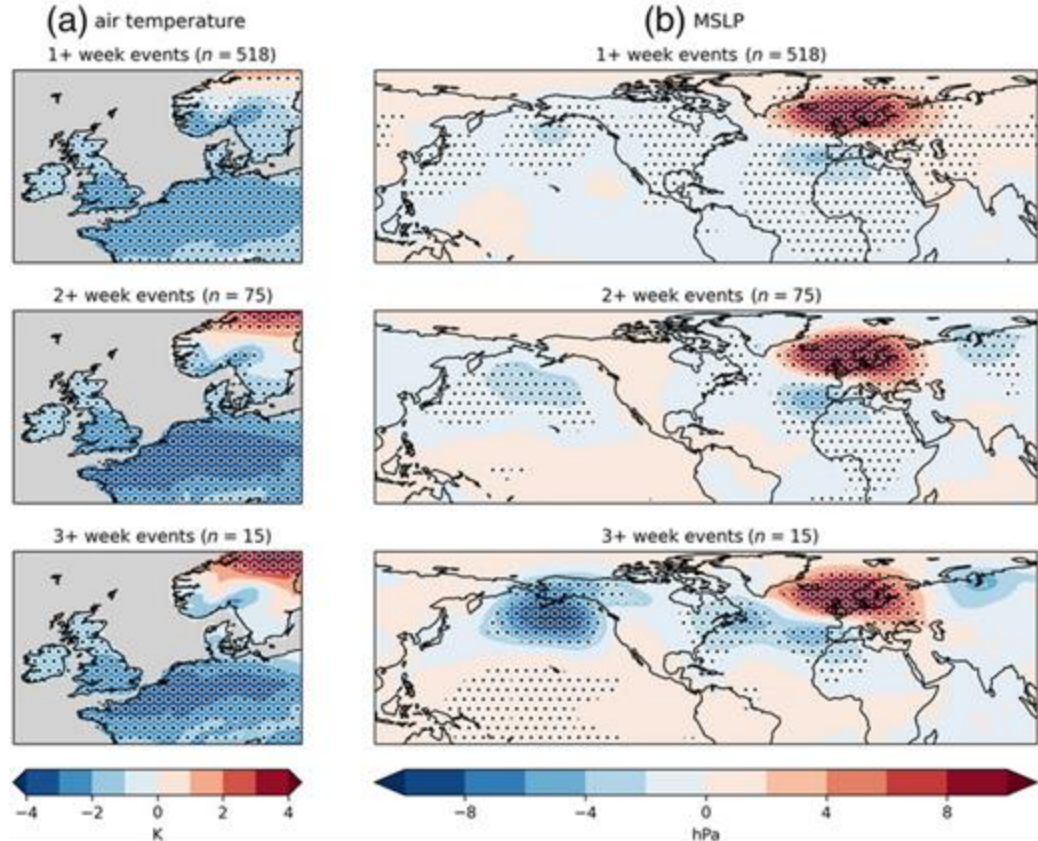 (a) air temperature
(b) MSLP
1+ week events (n = 518)
1+ week events (n = 518)
2+ week events (n = 75)
2+ week events (n = 75)
3+ week events (n = 15)
3+ week events (n = 15)
−4 −2 0 2 4
K
−8 −4 0 4 8
hPa